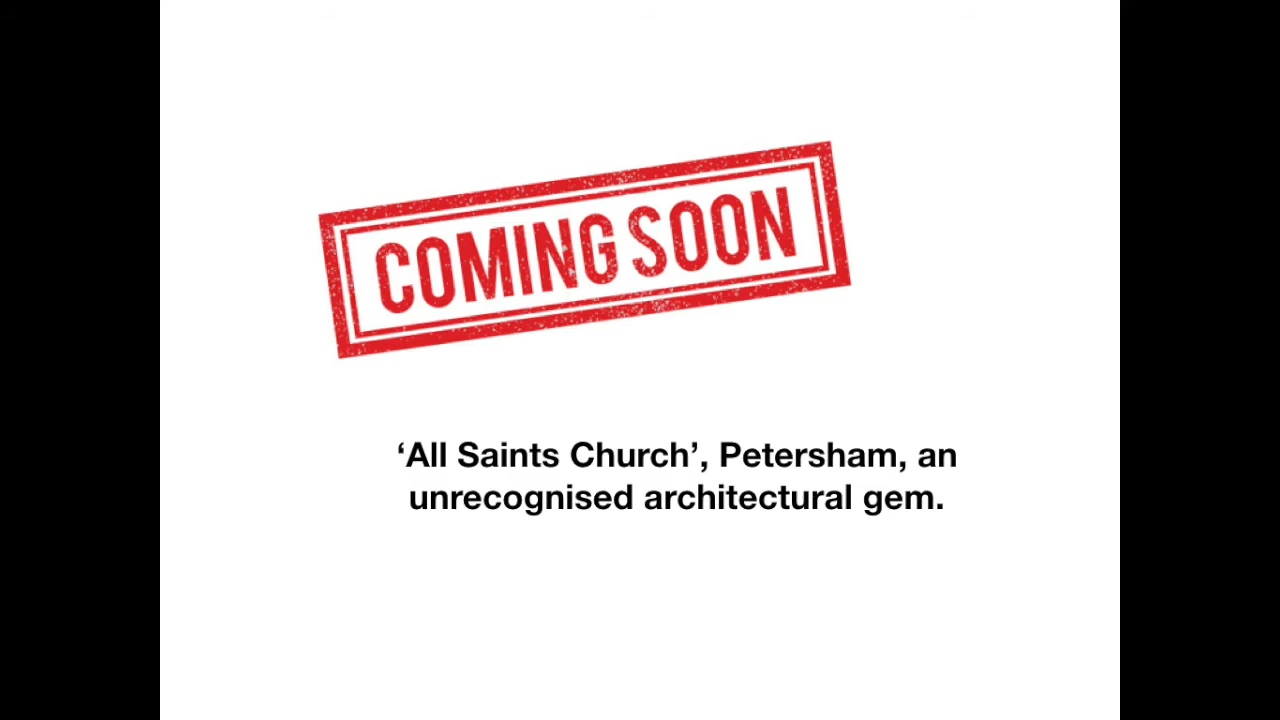 COMING SOON
‘All Saints Church’, Petersham, an
unrecognised architectural gem.